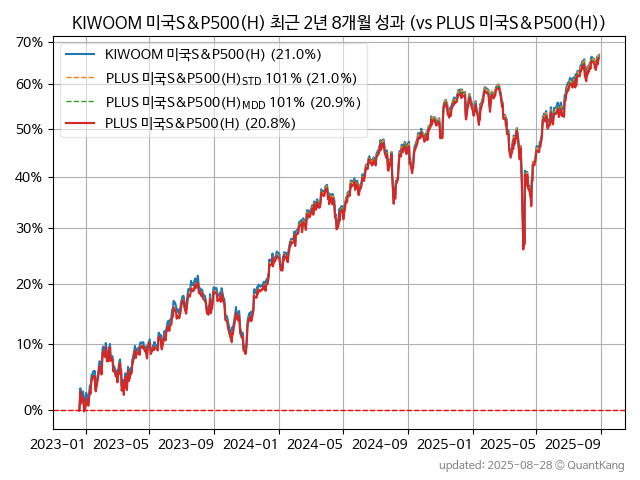 KIWOOM 미국S&P500(H) 최근 2년 8개월 성과 (vs PLUS 미국S&P500(H))
70%
60%
50%
40%
30%
20%
10%
0%
KIWOOM 미국S&P500(H) (21.0%)
PLUS 미국S&P500(H)STD 101% (21.0%)
PLUS 미국S&P500(H)MDD 101% (20.9%)
PLUS 미국S&P500(H) (20.8%)
2023-01 2023-05 2023-09 2024-01 2024-05 2024-09 2025-01 2025-05 2025-09
updated: 2025-08-28 © QuantKang